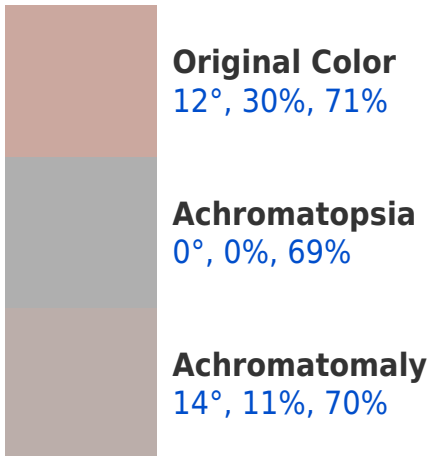 Original Color
12°, 30%, 71%
Achromatopsia
0°, 0%, 69%
Achromatomaly
14°, 11%, 70%